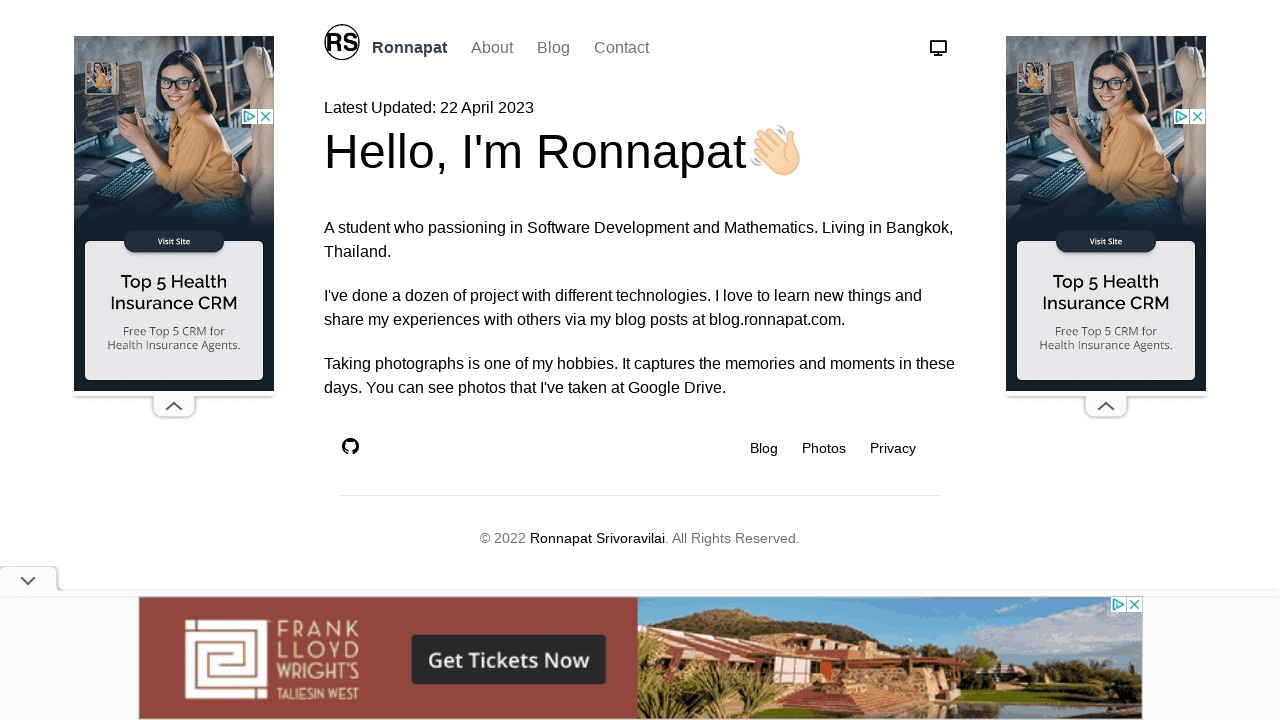 RS Ronnapat About Blog Contact
Latest Updated: 22 April 2023
Hello, I'm Ronnapat
A student who passioning in Software Development and Mathematics. Living in Bangkok,
Thailand.
I've done a dozen of project with different technologies. I love to learn new things and
share my experiences with others via my blog posts at blog.ronnapat.com.
Taking photographs is one of my hobbies. It captures the memories and moments in these
days. You can see photos that I've taken at Google Drive.
Blog Photos Privacy
© 2022 Ronnapat Srivoravilai. All Rights Reserved.
Visit Site
Top 5 Health
Insurance CRM
Free Top 5 CRM for
Health Insurance Agents.
Visit Site
Top 5 Health
Insurance CRM
Free Top 5 CRM for
Health Insurance Agents.
FRANK
LLOYD
WRIGHT'S
TALIESIN WEST
Get Tickets Now